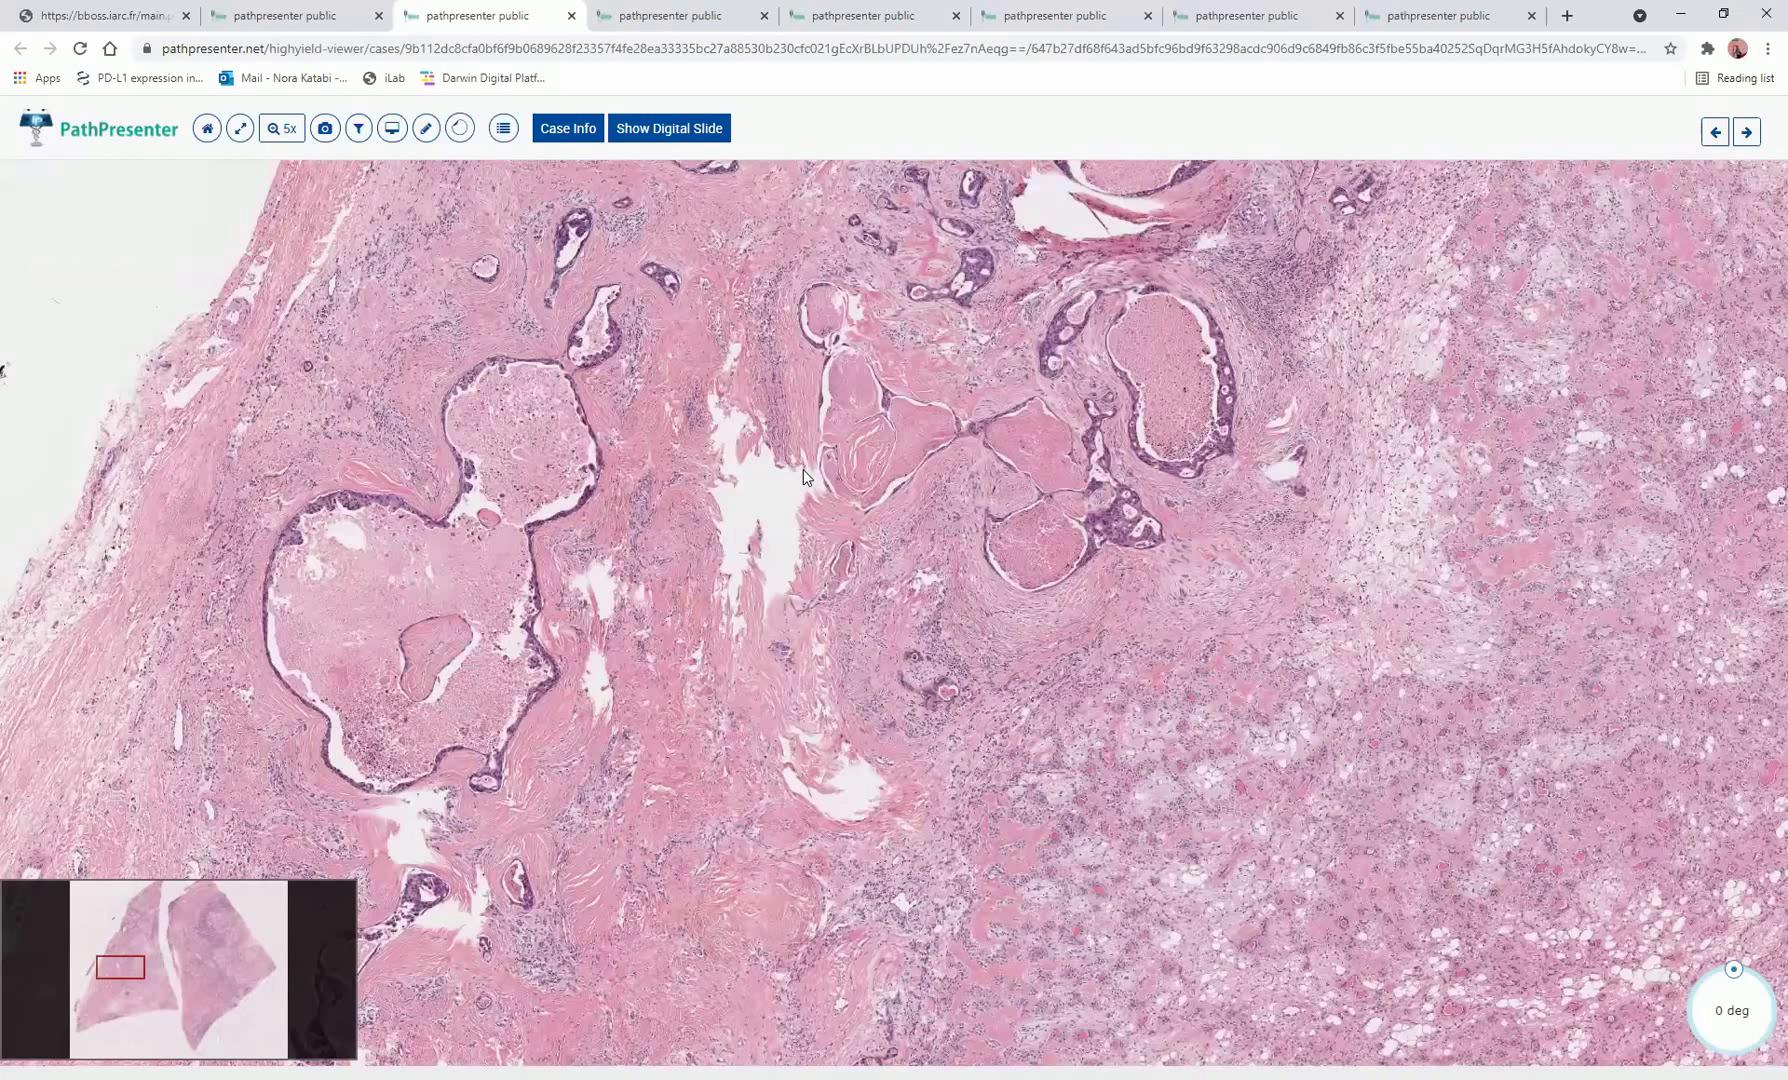 https://bboss.iarc.fr/main.p
pathpresenter public
pathpresenter public
pathpresenter public
pathpresenter public
pathpresenter public
pathpresenter public
pathpresenter public
pathpresenter.net/highyield-viewer/cases/9b112dc8cfa0bf6f9b0689628f23357f4fe28ea33335bc27a88530b230cfc021gEcXrBLbUPDUh%2Fez7nAeqg==/647b27df68f643ad5bfc96bd9f63298acdc906d9c6849fb86c3f5fbe55ba40252SqDqrMG3H5fAhdokyCY8w=...
Apps
PD-L1 expression in...
Mail - Nora Katabi -...
iLab
Darwin Digital Platf...
Reading list
PathPresenter
5x
Case Info
Show Digital Slide
0 deg